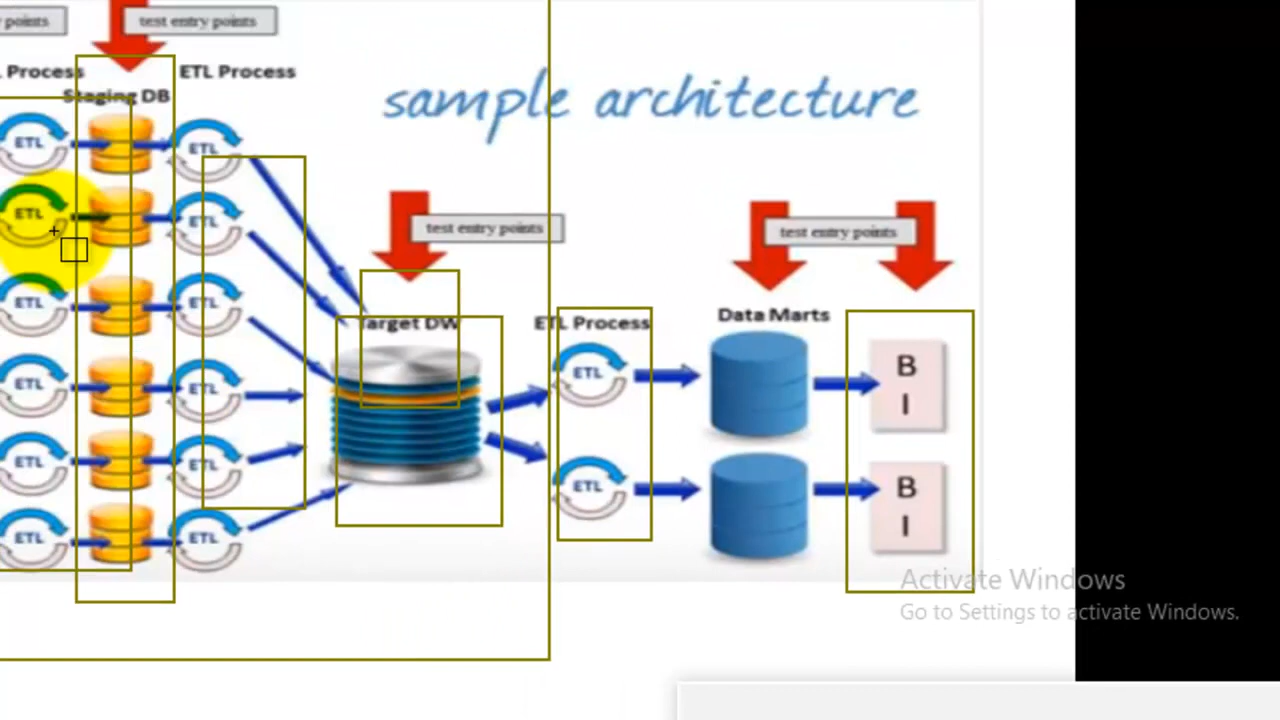 points
test entry points
Process
ETL Process
Staging DB
sample architecture
ETL
ETL
ETL
ETL
ETL
ETL
ETL
ETL
ETL
ETL
ETL
ETL
test entry points
test entry points
Target DW
ETL Process
Data Marts
ETL
ETL
B
I
B
I
Activate Windows
Go to Settings to activate Windows.